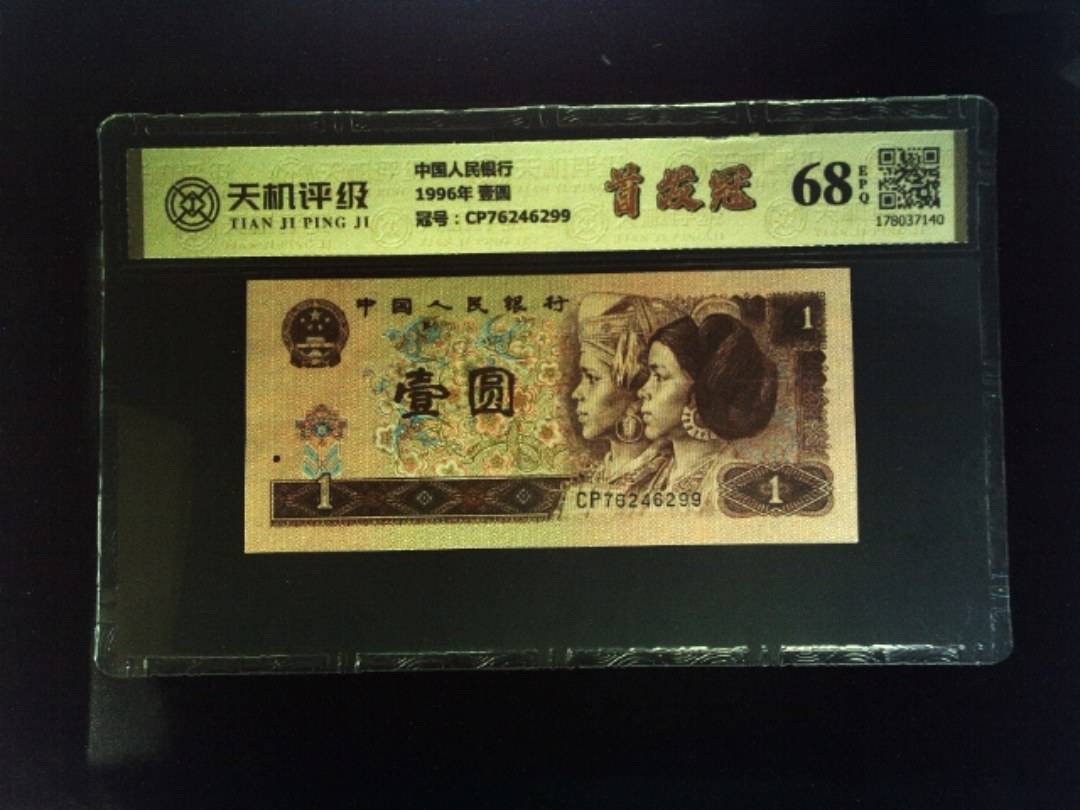 天机评级
TIAN JI PING JI
中国人民银行
1996年 壹圆
冠号：CP76246299
首发冠
68
EPQ
178037140
中国人民银行
1
壹圆
1
CP76246299
1